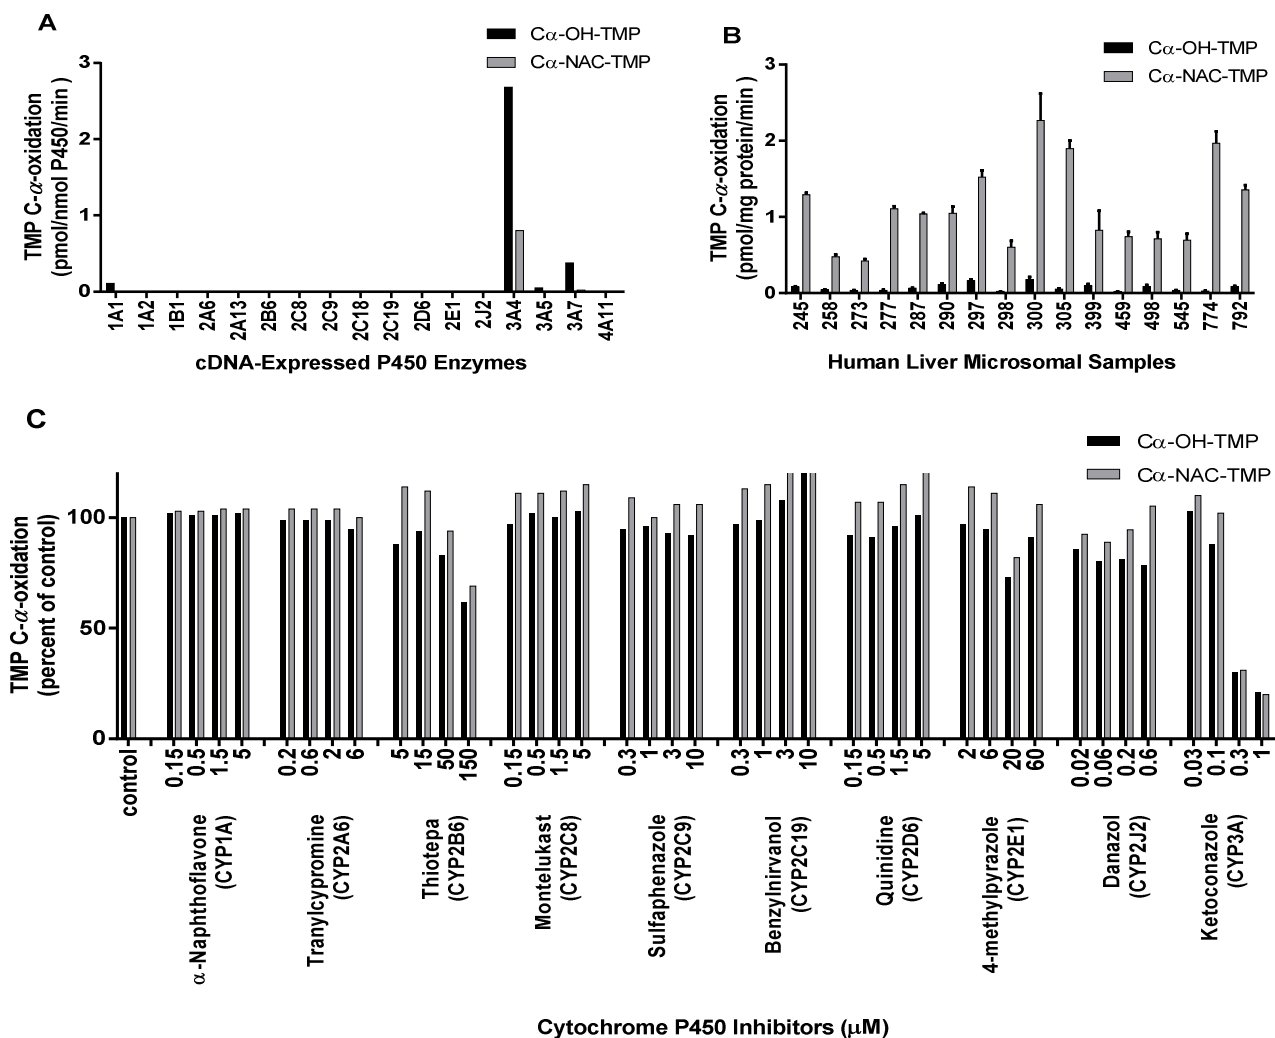 A
Cα-OH-TMP
Cα-NAC-TMP
TMP C-α-oxidation
(pmol/nmol P450/min )
3
2
1
0
1A1
1A2
1B1
2A6
2A13
2B6
2C8
2C9
2C18
2C19
2D6
2E1
2J2
3A4
3A5
3A7
4A11
cDNA-Expressed P450 Enzymes
B
Cα-OH-TMP
Cα-NAC-TMP
TMP C-α-oxidation
(pmol/mg protein/min )
3
2
1
0
245
258
273
277
287
290
297
298
300
305
399
459
498
545
774
792
Human Liver Microsomal Samples
C
Cα-OH-TMP
Cα-NAC-TMP
TMP C-α-oxidation
(percent of control)
100
50
0
control
0.15
0.5
1.5
5
0.2
0.6
2
6
5
15
50
150
0.15
0.5
1.5
5
0.3
1
3
10
0.3
1
3
10
0.15
0.5
1.5
5
2
6
20
60
0.02
0.06
0.2
0.6
0.03
0.1
0.3
1
α-Naphthoflavone
(CYP1A)
Tranylcypromine
(CYP2A6)
Thiotepa
(CYP2B6)
Montelukast
(CYP2C8)
Sulfaphenazole
(CYP2C9)
Benzylnirvanol
(CYP2C19)
Quinidine
(CYP2D6)
4-methylpyrazole
(CYP2E1)
Danazol
(CYP2J2)
Ketoconazole
(CYP3A)
Cytochrome P450 Inhibitors (μM)